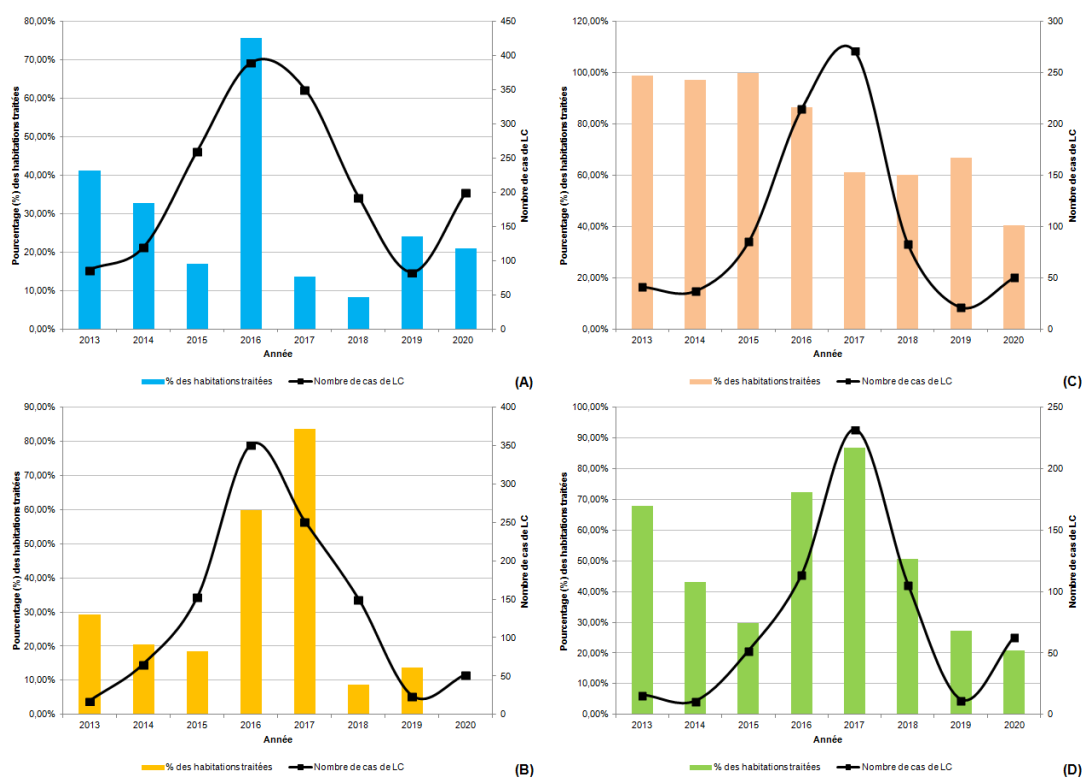 80,00%
70,00%
60,00%
50,00%
40,00%
30,00%
20,00%
10,00%
0,00%
Pourcentage (%) des habitations traitées
450
400
350
300
250
200
150
100
50
0
Nombre de cas de LC
2013 2014 2015 2016 2017 2018 2019 2020
Année
% des habitations traitées Nombre de cas de LC
(A)
120,00%
100,00%
80,00%
60,00%
40,00%
20,00%
0,00%
Pourcentage (%) des habitations traitées
300
250
200
150
100
50
0
Nombre de cas de LC
2013 2014 2015 2016 2017 2018 2019 2020
Année
% des habitations traitées Nombre de cas de LC
(C)
90,00%
80,00%
70,00%
60,00%
50,00%
40,00%
30,00%
20,00%
10,00%
0,00%
Pourcentage (%) des habitations traitées
400
350
300
250
200
150
100
50
0
Nombre de cas de LC
2013 2014 2015 2016 2017 2018 2019 2020
Année
% des habitations traitées Nombre de cas de LC
(B)
100,00%
90,00%
80,00%
70,00%
60,00%
50,00%
40,00%
30,00%
20,00%
10,00%
0,00%
Pourcentage (%) des habitations traitées
250
200
150
100
50
0
Nombre de cas de LC
2013 2014 2015 2016 2017 2018 2019 2020
Année
% des habitations traitées Nombre de cas de LC
(D)